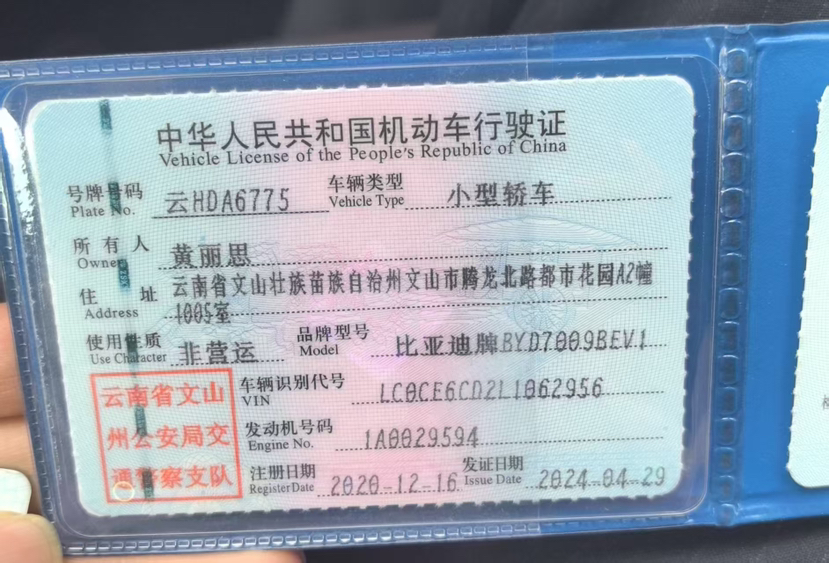 中华人民共和国机动车行驶证
Vehicle License of the People's Republic of China
号牌号码 云HDA6775 车辆类型 小型轿车
Plate No. Vehicle Type
所有人 黄丽思
Owner
住址 云南省文山壮族苗族自治州文山市腾龙北路都市花园A2幢
Address 1005室
使用性质 非营运 品牌型号 比亚迪牌BYD7009BEV1
Use Character Model
云南省文山
州公安局交
通警察支队
车辆识别代号 LC0CE6CD2L1062956
VIN
发动机号码 1A0029594
Engine No.
注册日期 2020-12-16 发证日期 2024-04-29
Register Date Issue Date